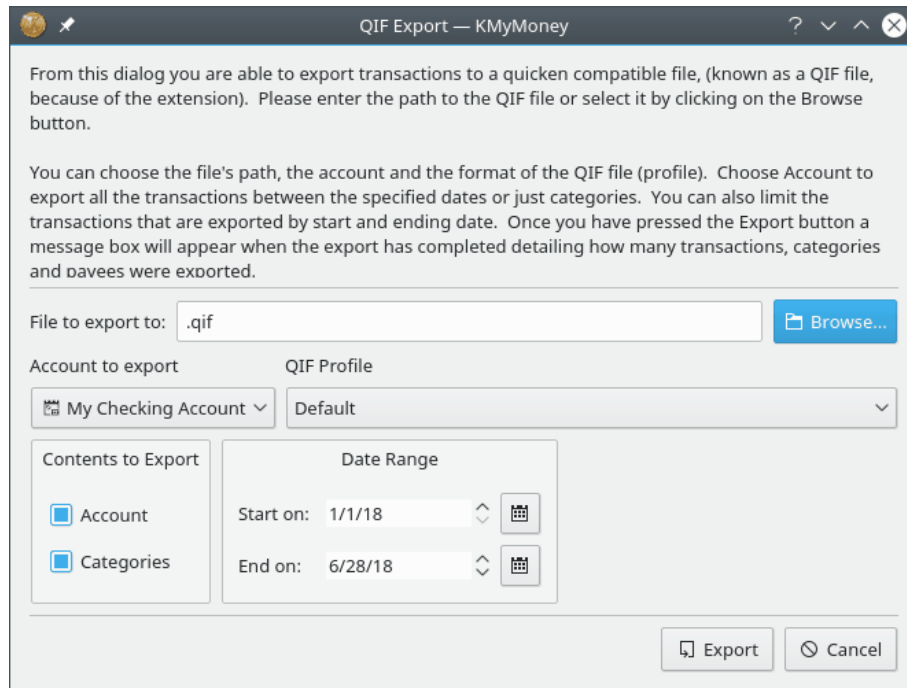 QIF Export — KMyMoney
From this dialog you are able to export transactions to a quicken compatible file, (known as a QIF file,
because of the extension).  Please enter the path to the QIF file or select it by clicking on the Browse
button.
You can choose the file's path, the account and the format of the QIF file (profile).  Choose Account to
export all the transactions between the specified dates or just categories.  You can also limit the
transactions that are exported by start and ending date.  Once you have pressed the Export button a
message box will appear when the export has completed detailing how many transactions, categories
and payees were exported.
File to export to: .qif Browse...
Account to export QIF Profile
My Checking Account Default
Contents to Export Date Range
Account Start on: 1/1/18
Categories End on: 6/28/18
Export Cancel